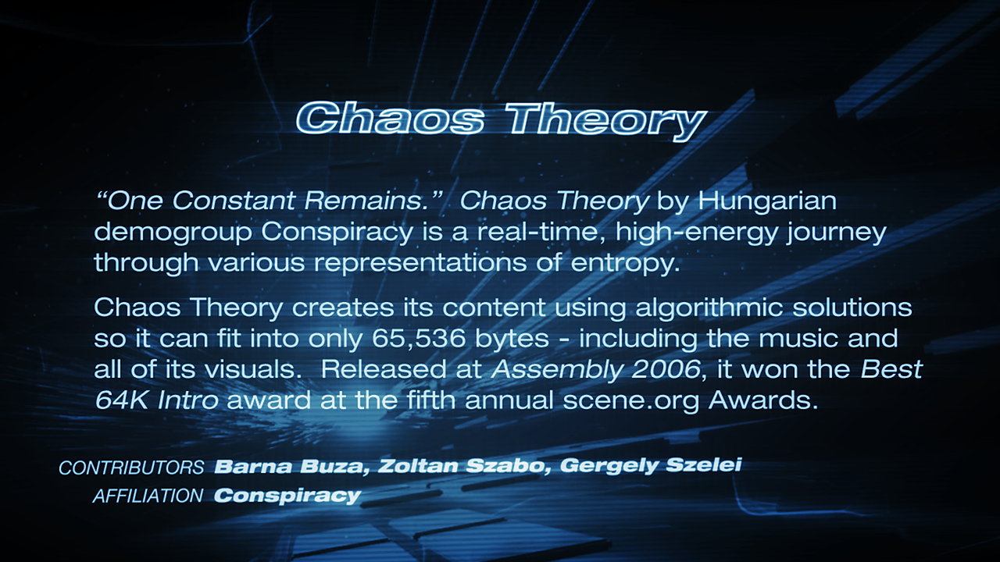 Chaos Theory
“One Constant Remains.”  Chaos Theory by Hungarian
demogroup Conspiracy is a real-time, high-energy journey
through various representations of entropy.
Chaos Theory creates its content using algorithmic solutions
so it can fit into only 65,536 bytes - including the music and
all of its visuals.  Released at Assembly 2006, it won the Best
64K Intro award at the fifth annual scene.org Awards.
CONTRIBUTORS Barna Buza, Zoltan Szabo, Gergely Szelei
AFFILIATION Conspiracy